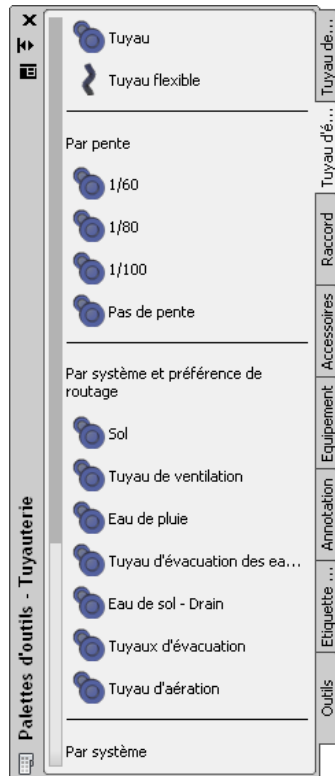 Tuyau
Tuyau flexible
Par pente
1/60
1/80
1/100
Pas de pente
Par système et préférence de
routage
Sol
Tuyau de ventilation
Eau de pluie
Tuyau d'évacuation des ea...
Eau de sol - Drain
Tuyaux d'évacuation
Tuyau d'aération
Par système
Palettes d'outils - Tuyauterie
Tuyau de...
Tuyau d'é...
Raccord
Accessoires
Equipement
Annotation
Etiquette ...
Outils